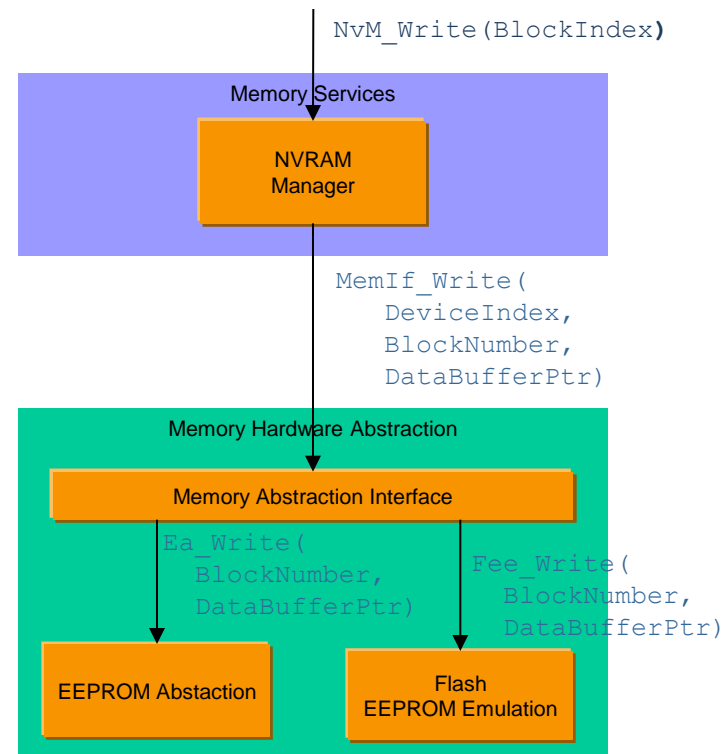 NvM_Write(BlockIndex)
Memory Services
NVRAM
Manager
MemIf_Write(
DeviceIndex,
BlockNumber,
DataBufferPtr)
Memory Hardware Abstraction
Memory Abstraction Interface
Ea_Write(
BlockNumber,
DataBufferPtr)
Fee_Write(
BlockNumber,
DataBufferPtr)
EEPROM Abstaction
Flash
EEPROM Emulation